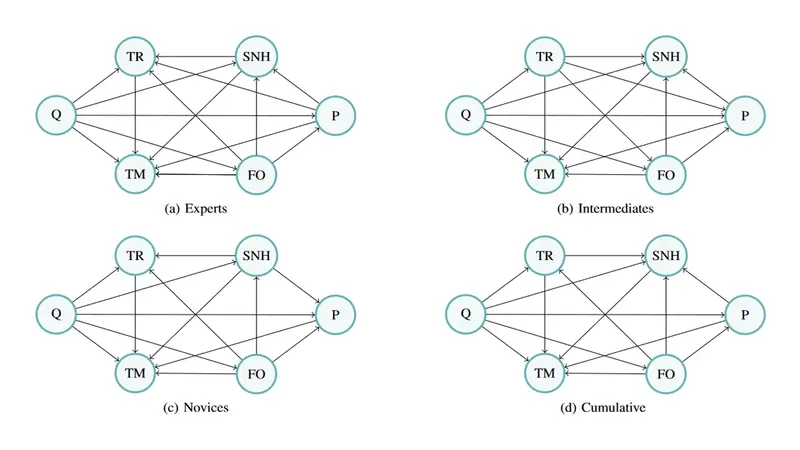 TR SNH
Q P
TM FO
(a) Experts
TR SNH
Q P
TM FO
(b) Intermediates
TR SNH
Q P
TM FO
(c) Novices
TR SNH
Q P
TM FO
(d) Cumulative